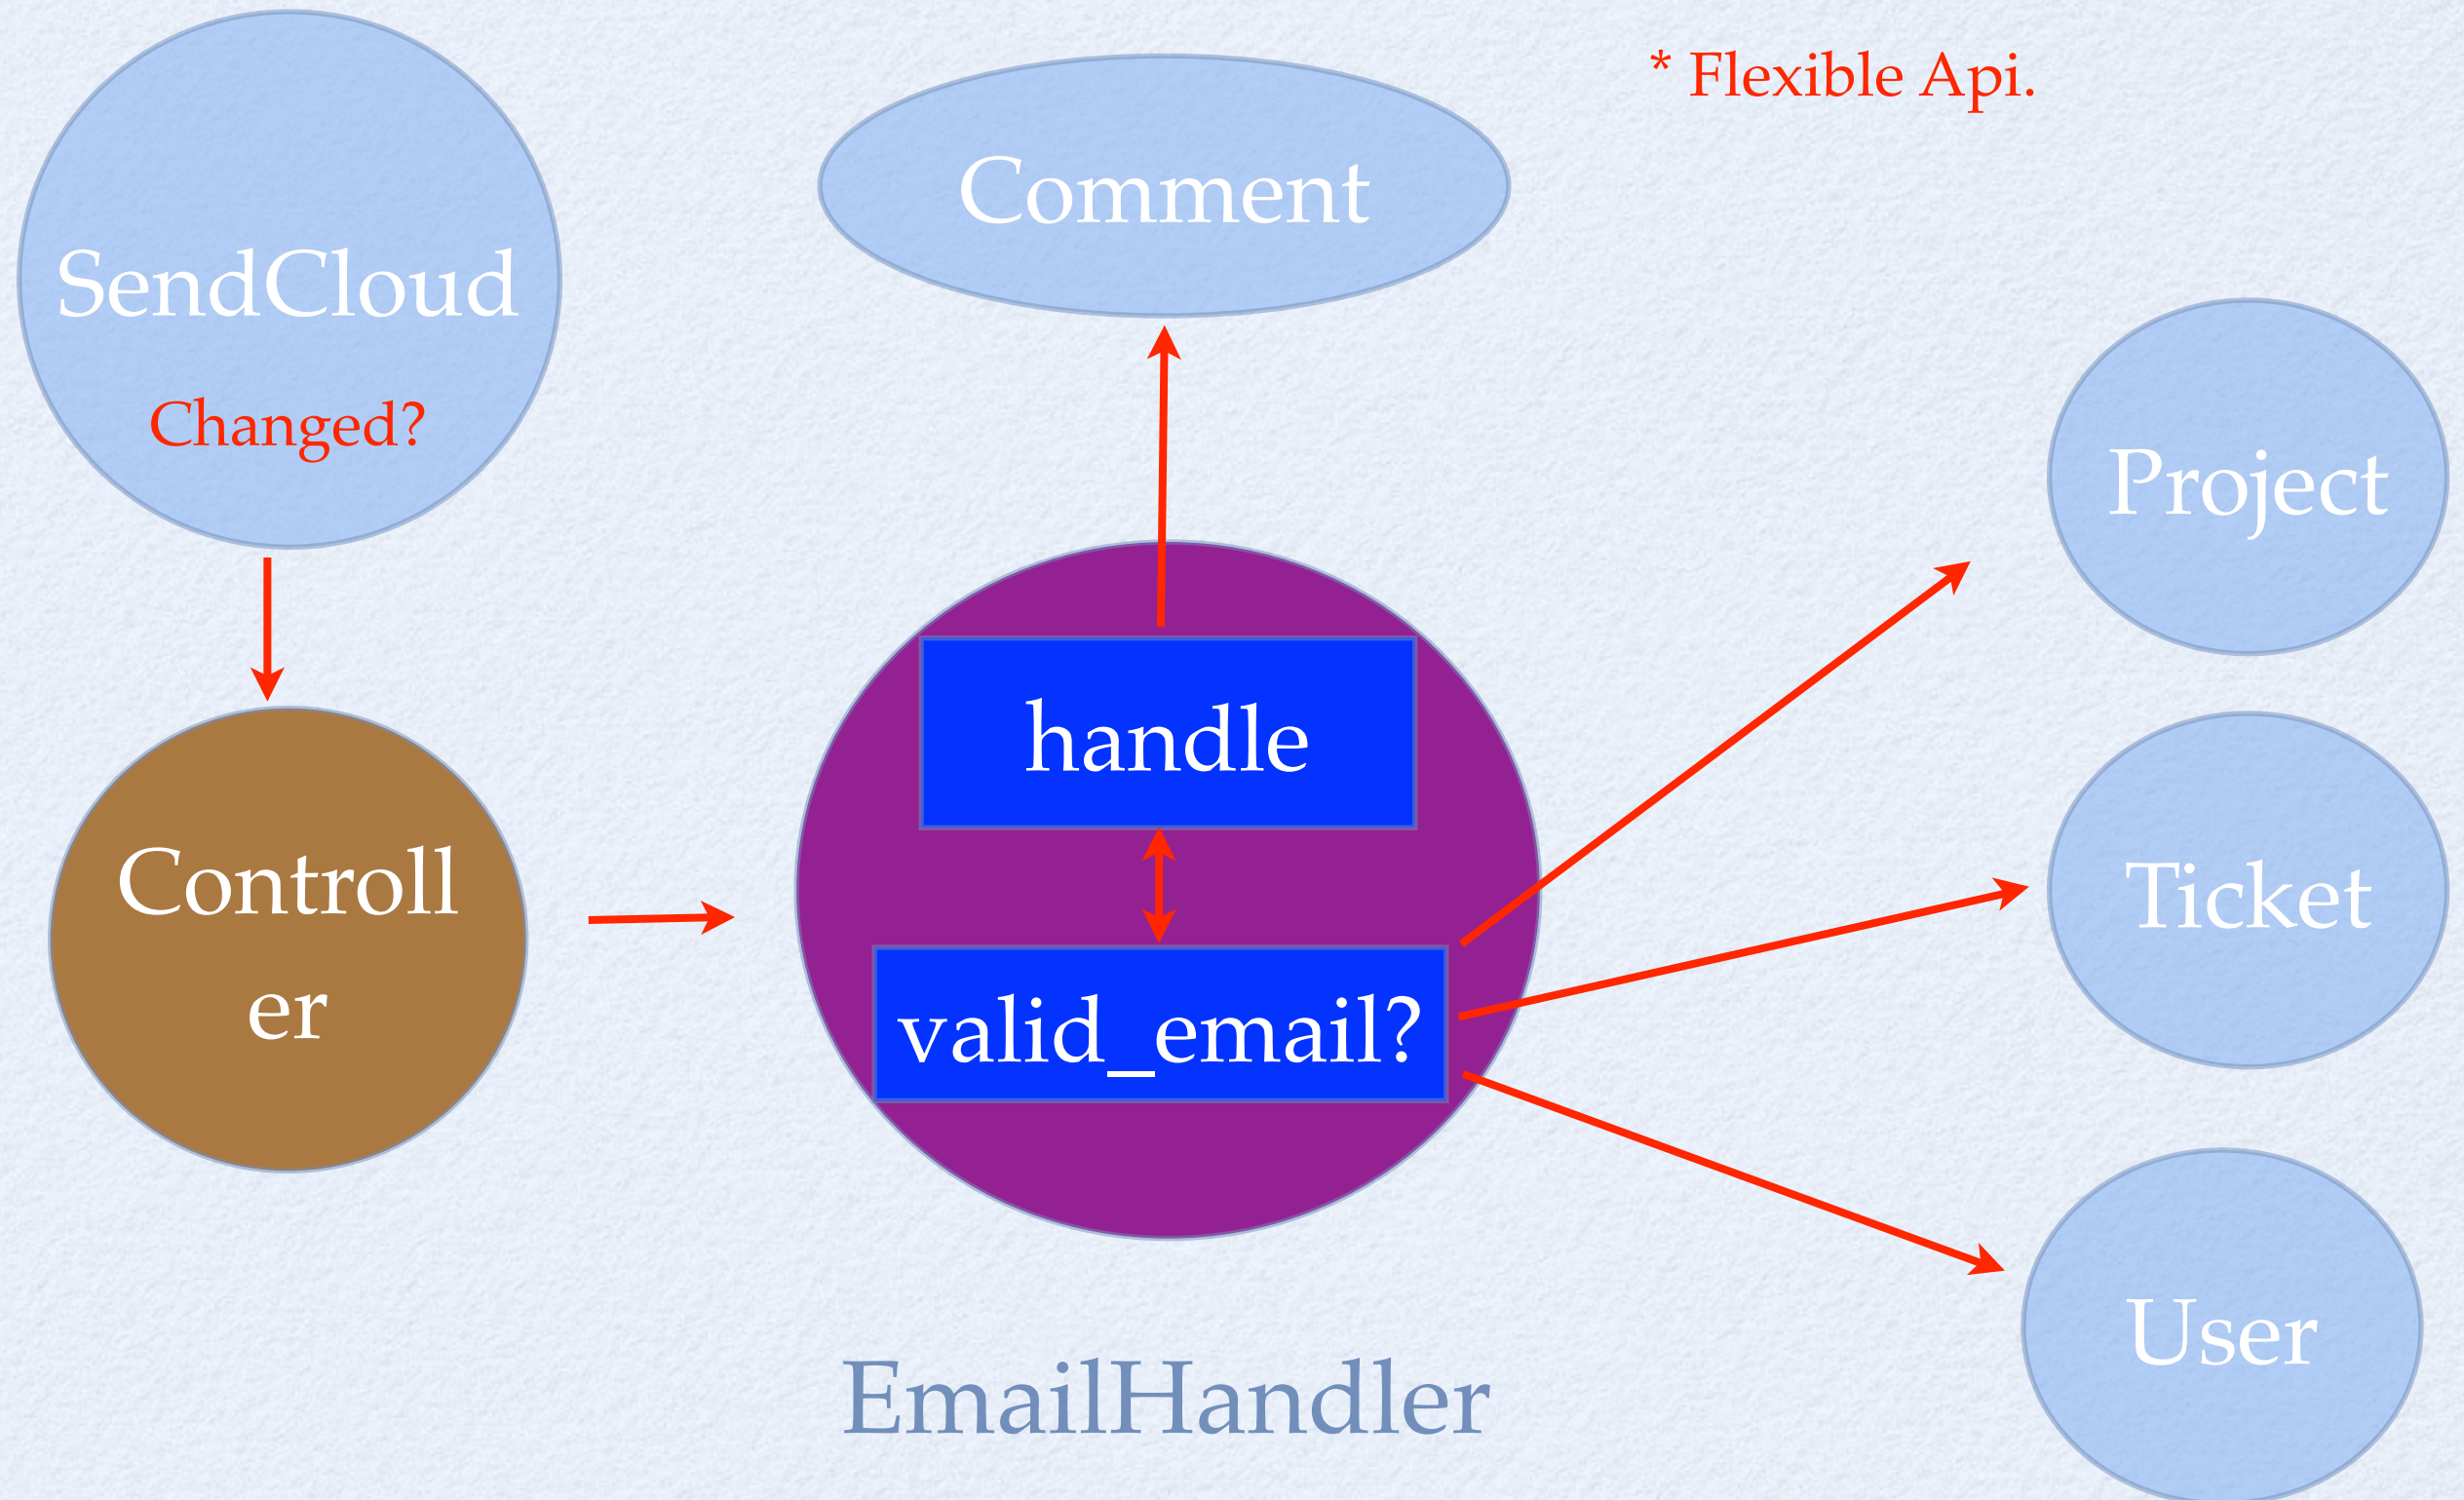 * Flexible Api.
Comment
SendCloud
Changed?
Project
handle
Controll
er
Ticket
valid_email?
User
EmailHandler